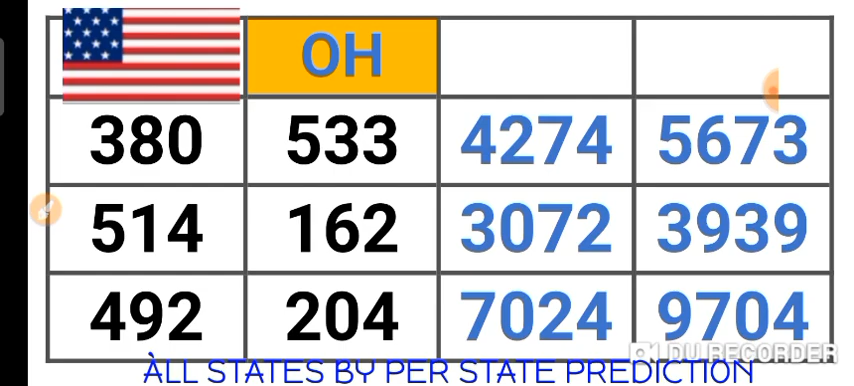 OH
380 533 4274 5673
514 162 3072 3939
492 204 7024 9704
DU RECORDER
ÀLL STATES BY PER STATE PREDICTION